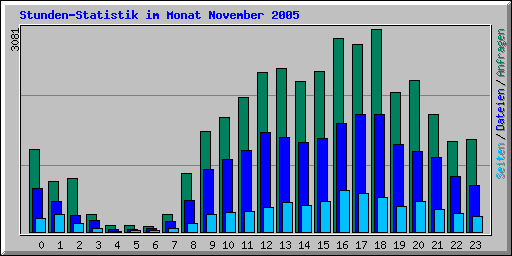 Stunden-Statistik im Monat November 2005
3081
Seiten / Dateien / Anfragen
0 1 2 3 4 5 6 7 8 9 10 11 12 13 14 15 16 17 18 19 20 21 22 23